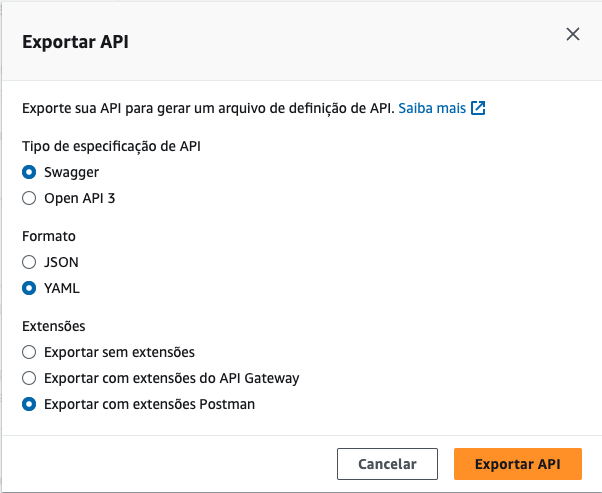 Exportar API
Exporte sua API para gerar um arquivo de definição de API. Saiba mais
Tipo de especificação de API
Swagger
Open API 3
Formato
JSON
YAML
Extensões
Exportar sem extensões
Exportar com extensões do API Gateway
Exportar com extensões Postman
Cancelar Exportar API